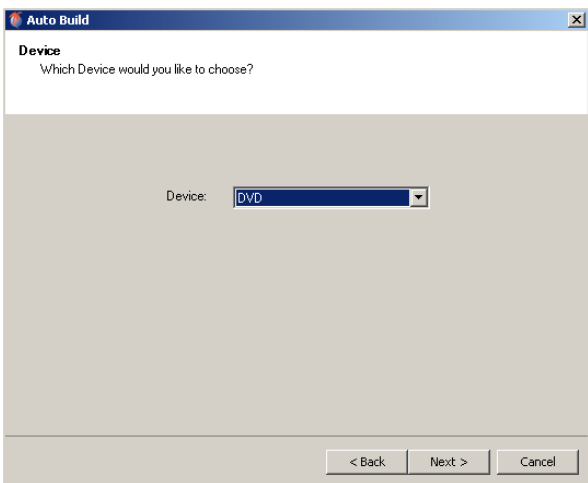 Auto Build
Device
Which Device would you like to choose?
Device:
DVD
< Back
Next >
Cancel